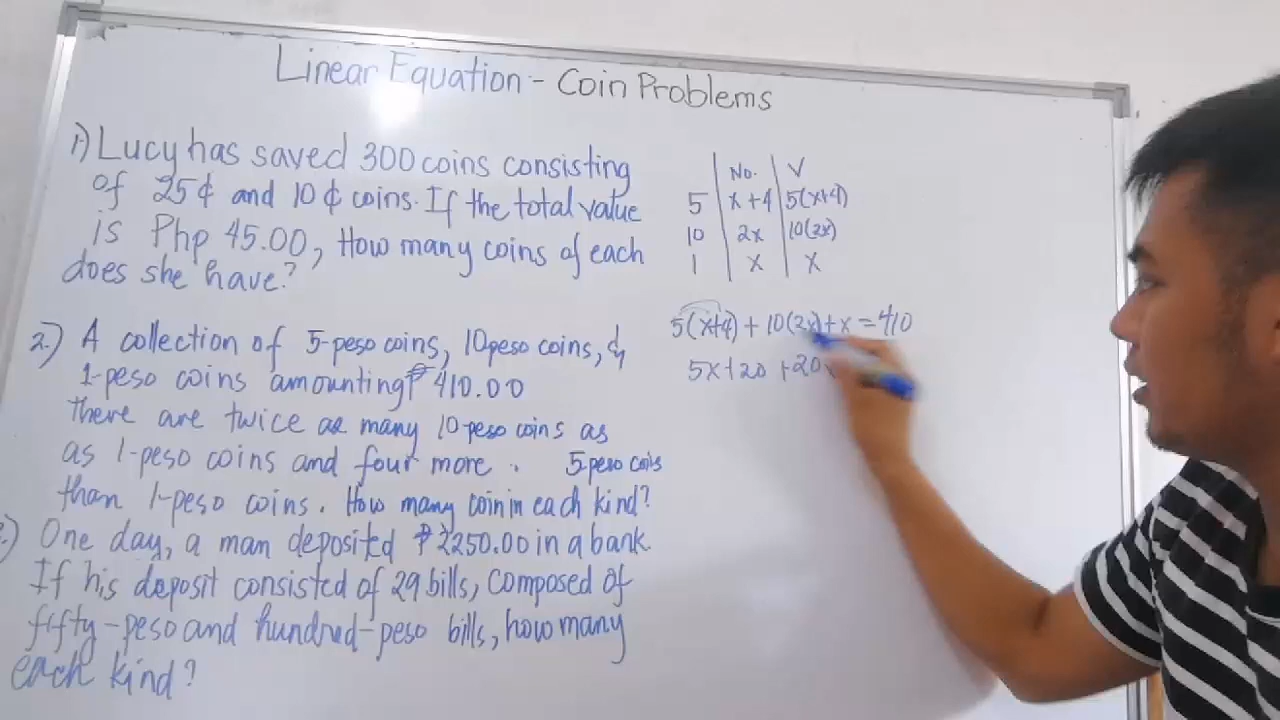 Linear Equation - Coin Problems
1.) Lucy has saved 300 coins consisting
of 25¢ and 10¢ coins. If the total value
is Php 45.00, How many coins of each
does she have?
2.) A collection of 5-peso coins, 10peso coins, &
1-peso coins amounting ₱410.00
there are twice as many 10-peso coins as
as 1-peso coins and four more. 5-peso coins
than 1-peso coins. How many coin in each kind?
One day, a man deposited ₱2250.00 in a bank.
If his deposit consisted of 29 bills, composed of
fifty-peso and hundred-peso bills, how many
each kind?
No. V
5 x+4 5(x+4)
10 2x 10(2x)
1 x x
5(x+4) + 10(2x) + x = 410
5x+20 +20